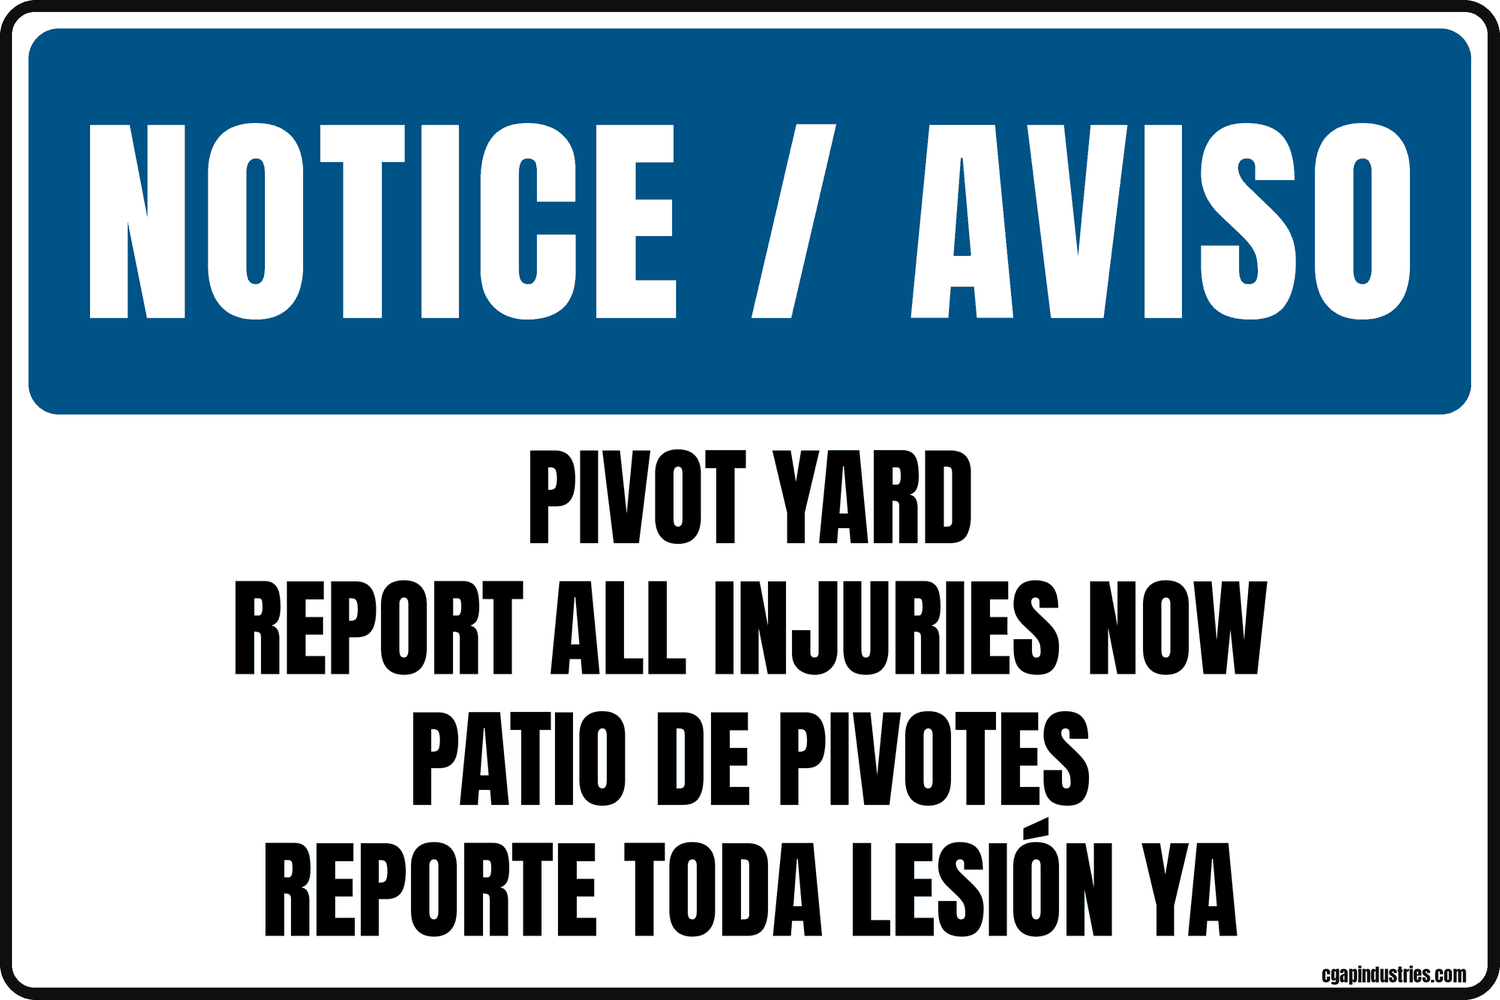 NOTICE / AVISO
PIVOT YARD
REPORT ALL INJURIES NOW
PATIO DE PIVOTES
REPORTE TODA LESIÓN YA
cgapindustries.com